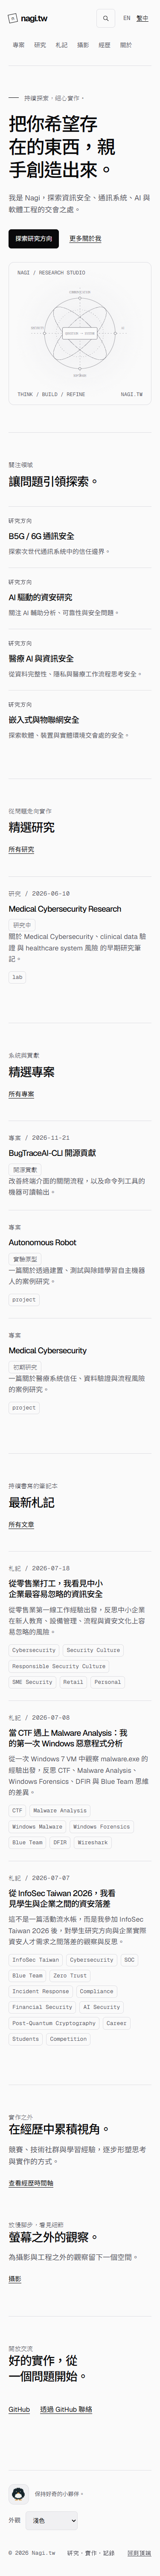 nagi.tw
EN 繁中
專案 研究 札記 攝影 經歷 關於
持續探索，細心實作。
把你希望存
在的東西，親
手創造出來。
我是 Nagi，探索資訊安全、通訊系統、AI 與
軟體工程的交會之處。
探索研究方向 更多關於我
NAGI / RESEARCH STUDIO
THINK / BUILD / REFINE NAGI.TW
關注領域
讓問題引領探索。
研究方向
B5G / 6G 通訊安全
探索次世代通訊系統中的信任邊界。
研究方向
AI 驅動的資安研究
關注 AI 輔助分析、可靠性與安全問題。
研究方向
醫療 AI 與資訊安全
從資料完整性、隱私與醫療工作流程思考安全。
研究方向
嵌入式與物聯網安全
探索軟體、裝置與實體環境交會處的安全。
從問題走向實作
精選研究
所有研究
研究 / 2026-06-10
Medical Cybersecurity Research
研究中
關於 Medical Cybersecurity、clinical data 驗
證 與 healthcare system 風險 的早期研究筆
記。
lab
系統與實驗
精選專案
所有專案
專案 / 2026-11-21
BugTraceAI-CLI 開源貢獻
開源貢獻
改善終端介面的關閉流程，以及命令列工具的
機器可讀輸出。
專案
Autonomous Robot
實驗原型
一篇關於透過建置、測試與除錯學習自主機器
人的案例研究。
project
專案
Medical Cybersecurity
初期研究
一篇關於醫療系統信任、資料驗證與流程風險
的案例研究。
project
持續書寫的筆記本
最新札記
所有文章
札記 / 2026-07-18
從零售業打工，我看見中小
企業最容易忽略的資訊安全
從零售業第一線工作經驗出發，反思中小企業
在新人教育、設備管理、流程與資安文化上容
易忽略的風險。
Cybersecurity Security Culture
Responsible Security Culture
SME Security Retail Personal
札記 / 2026-07-08
當 CTF 遇上 Malware Analysis：我
的第一次 Windows 惡意程式分析
從一次 Windows 7 VM 中觀察 malware.exe 的
經驗出發，反思 CTF、Malware Analysis、
Windows Forensics、DFIR 與 Blue Team 思維
的差異。
CTF Malware Analysis
Windows Malware Windows Forensics
Blue Team DFIR Wireshark
札記 / 2026-07-07
從 InfoSec Taiwan 2026，我看
見學生與企業之間的資安落差
這不是一篇活動流水帳，而是我參加 InfoSec
Taiwan 2026 後，對學生研究方向與企業實際
資安人才需求之間落差的觀察與反思。
InfoSec Taiwan Cybersecurity SOC
Blue Team Zero Trust
Incident Response Compliance
Financial Security AI Security
Post-Quantum Cryptography Career
Students Competition
實作之外
在經歷中累積視角。
競賽、技術社群與學習經驗，逐步形塑思考
與實作的方式。
查看經歷時間軸
放慢腳步，看見細節
螢幕之外的觀察。
為攝影與工程之外的觀察留下一個空間。
攝影
開啟交流
好的實作，從
一個問題開始。
GitHub 透過 GitHub 聯絡
保持好奇的小夥伴。
外觀 淺色
© 2026 Nagi.tw 研究・實作・記錄 回到頂端